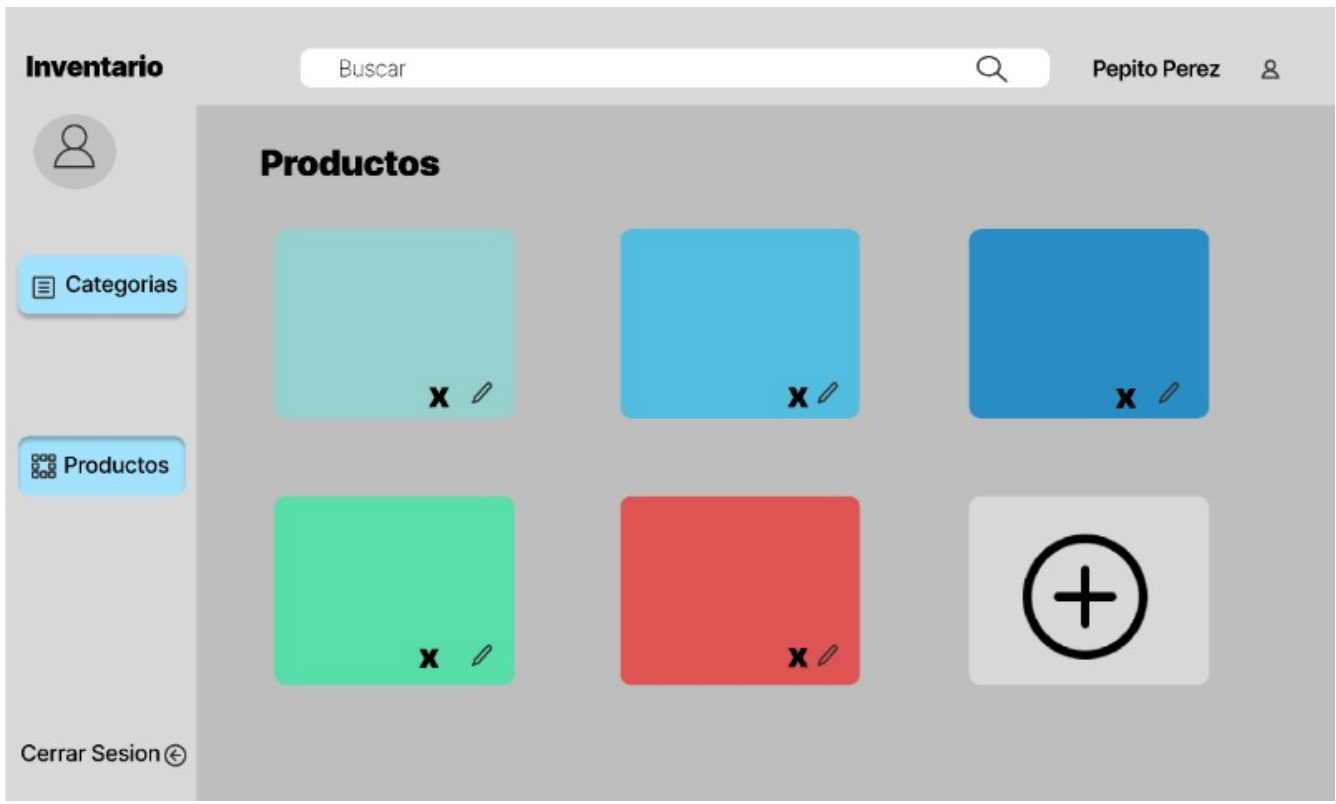 Inventario
Buscar
Pepito Perez
Productos
Categorias
Productos
Cerrar Sesion
X
X
X
X
X